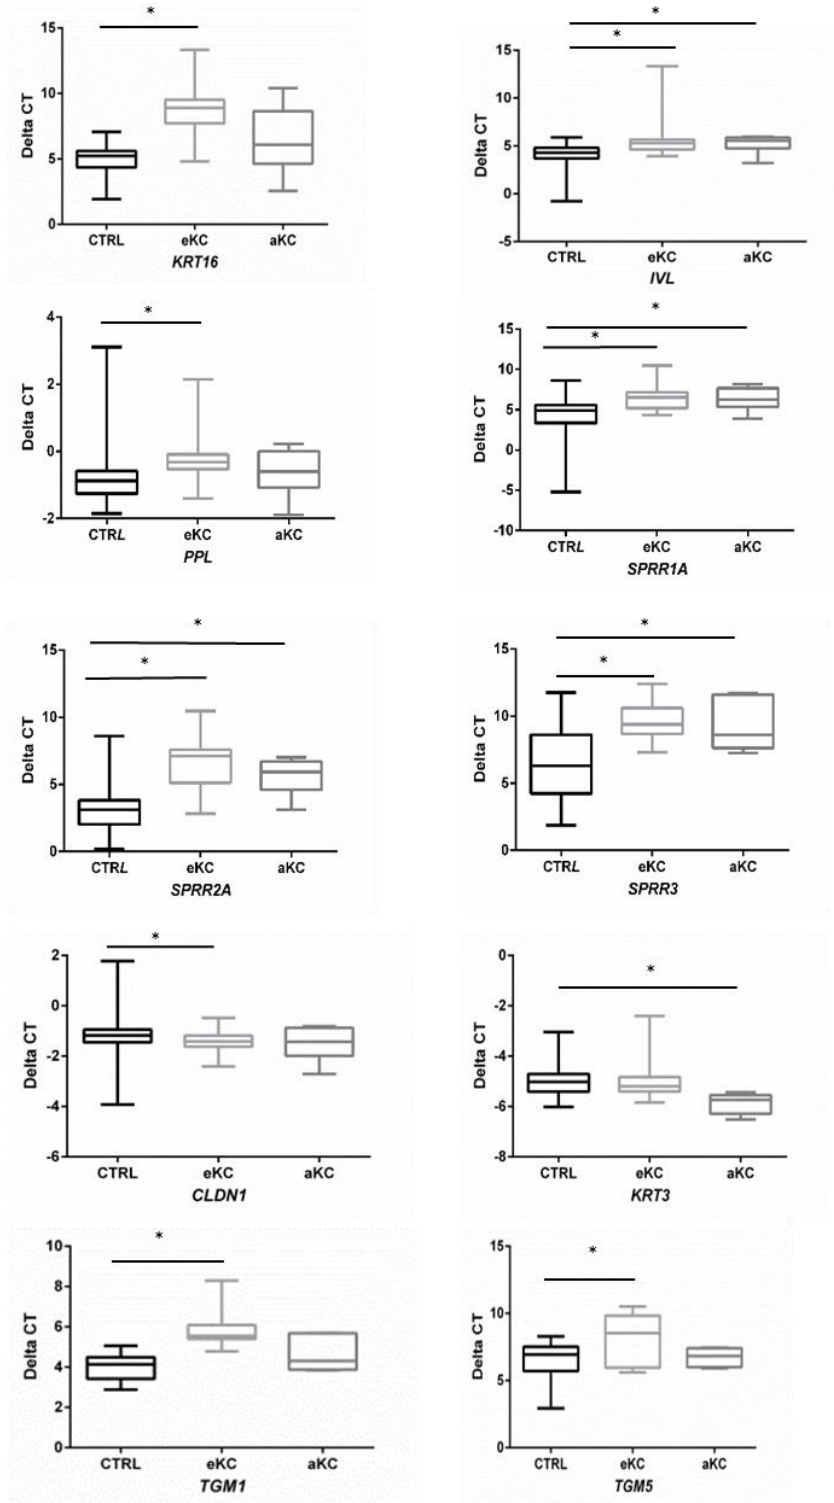 *
15
10
5
0
Delta CT
CTRL eKC aKC
KRT16
*
*
15
10
5
0
-5
Delta CT
CTRL eKC aKC
IVL
*
4
2
0
-2
Delta CT
CTRL eKC aKC
PPL
*
*
15
10
5
0
-5
-10
Delta CT
CTRL eKC aKC
SPRR1A
*
*
15
10
5
0
Delta CT
CTRL eKC aKC
SPRR2A
*
*
15
10
5
0
Delta CT
CTRL eKC aKC
SPRR3
*
2
0
-2
-4
-6
Delta CT
CTRL eKC aKC
CLDN1
*
0
-2
-4
-6
-8
Delta CT
CTRL eKC aKC
KRT3
*
10
8
6
4
2
0
Delta CT
CTRL eKC aKC
TGM1
*
15
10
5
0
Delta CT
CTRL eKC aKC
TGM5